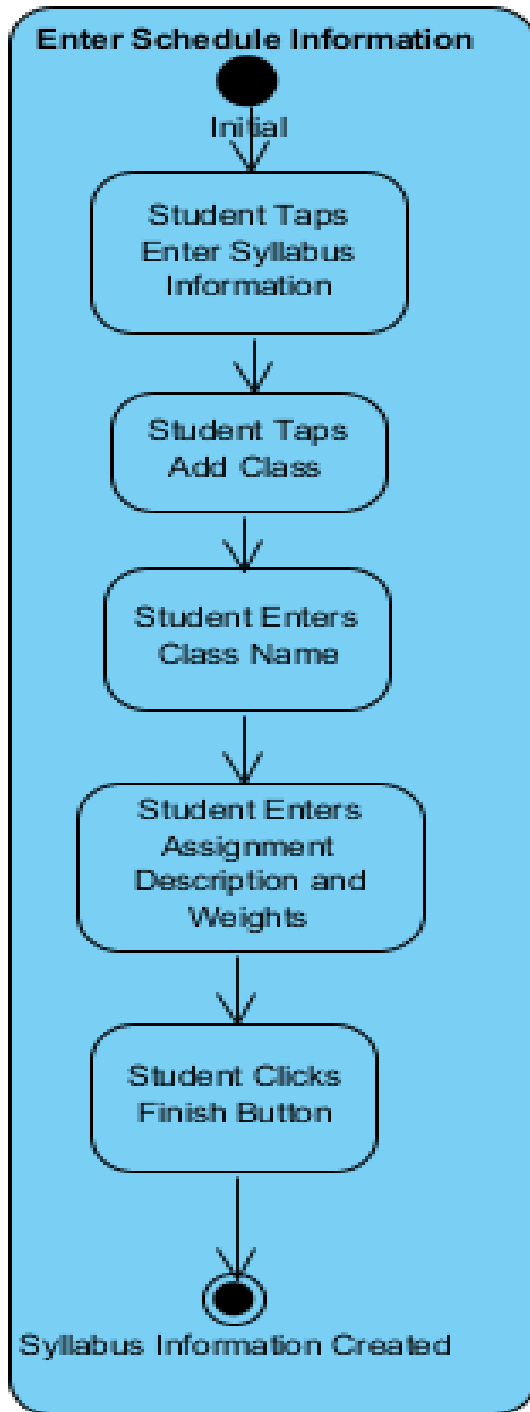 Enter Schedule Information
Initial
Student Taps
Enter Syllabus
Information
Student Taps
Add Class
Student Enters
Class Name
Student Enters
Assignment
Description and
Weights
Student Clicks
Finish Button
Syllabus Information Created